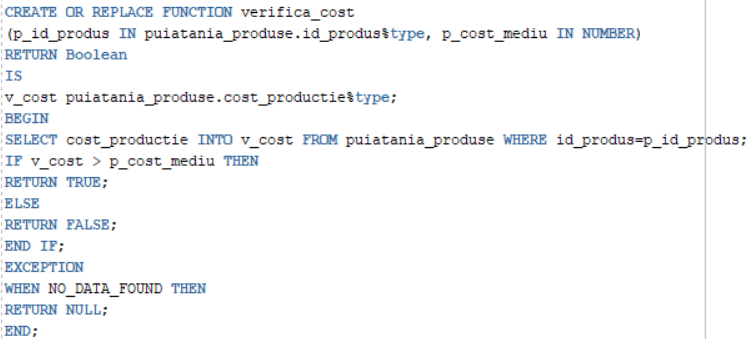 CREATE OR REPLACE FUNCTION verifica_cost
(p_id_produs IN puiatania_produse.id_produs%type, p_cost_mediu IN NUMBER)
RETURN Boolean
IS
v_cost puiatania_produse.cost_productie%type;
BEGIN
SELECT cost_productie INTO v_cost FROM puiatania_produse WHERE id_produs=p_id_produs;
IF v_cost > p_cost_mediu THEN
RETURN TRUE;
ELSE
RETURN FALSE;
END IF;
EXCEPTION
WHEN NO_DATA_FOUND THEN
RETURN NULL;
END;